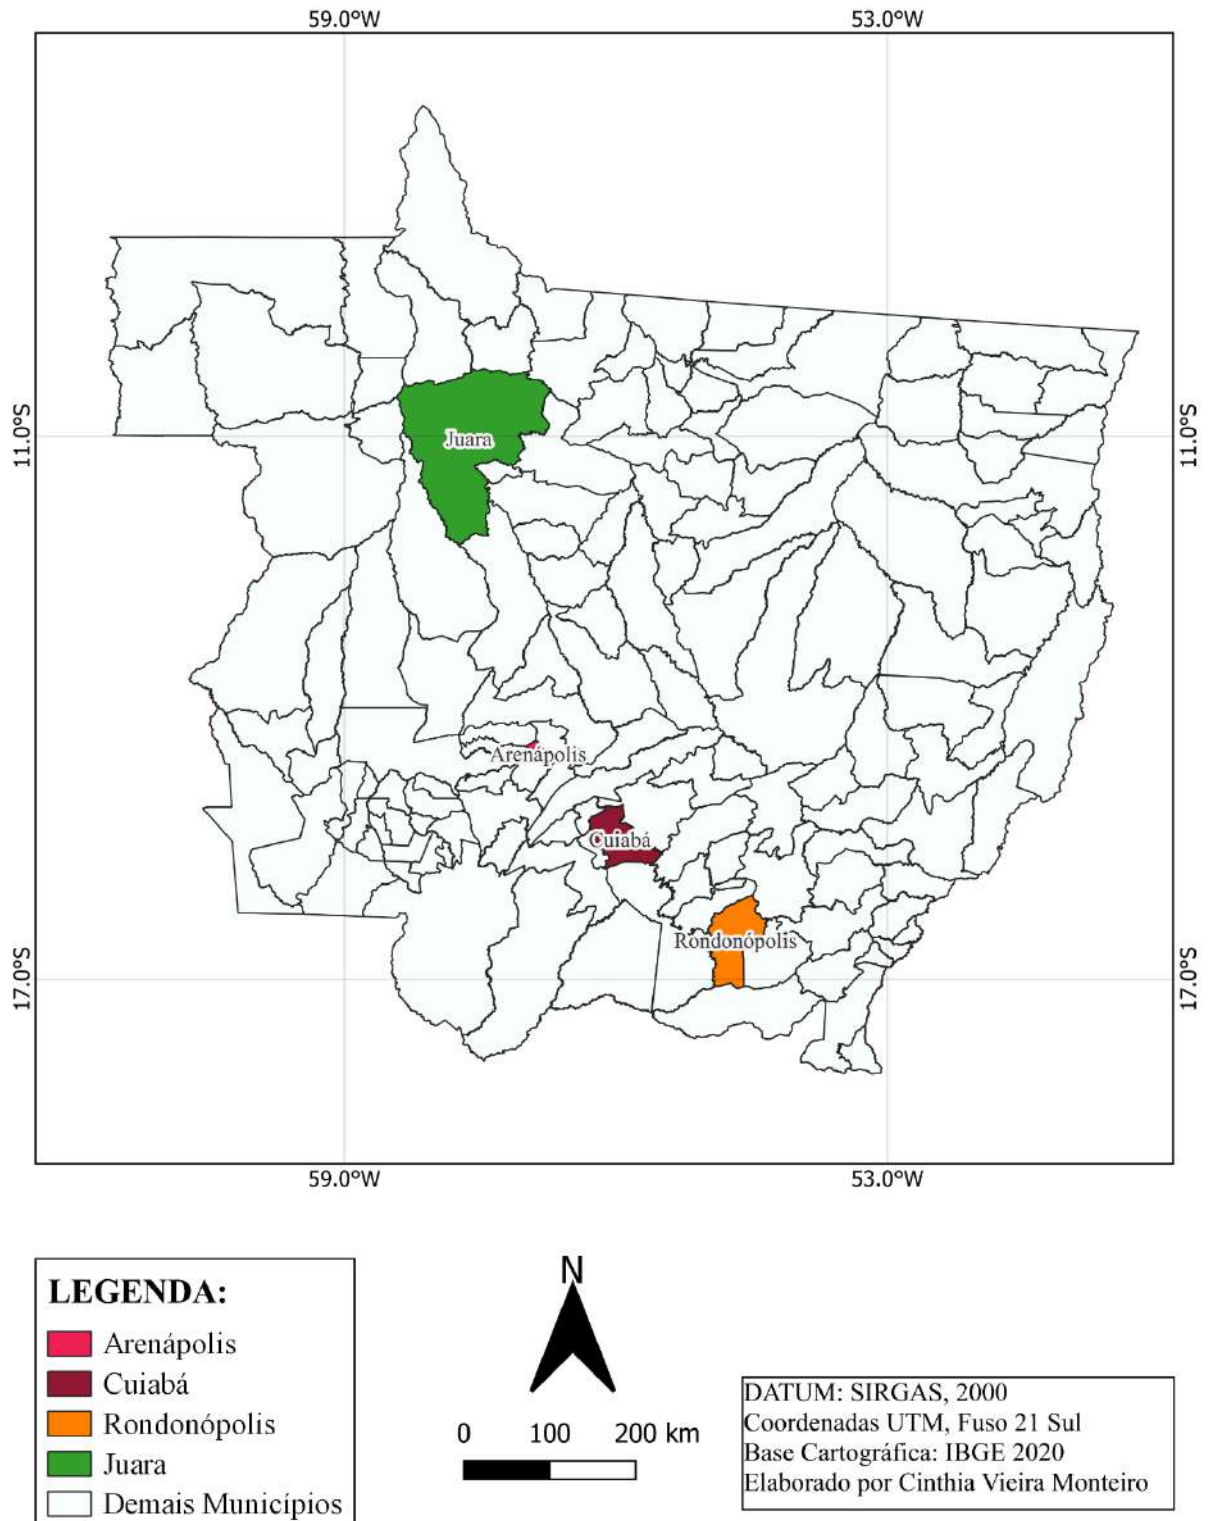 59.0°W
53.0°W
11.0°S
11.0°S
Juara
Arenápolis
Cuiabá
Rondonópolis
17.0°S
17.0°S
59.0°W
53.0°W
LEGENDA:
Arenápolis
Cuiabá
Rondonópolis
Juara
Demais Municípios
N
0 100 200 km
DATUM: SIRGAS, 2000
Coordenadas UTM, Fuso 21 Sul
Base Cartográfica: IBGE 2020
Elaborado por Cinthia Vieira Monteiro